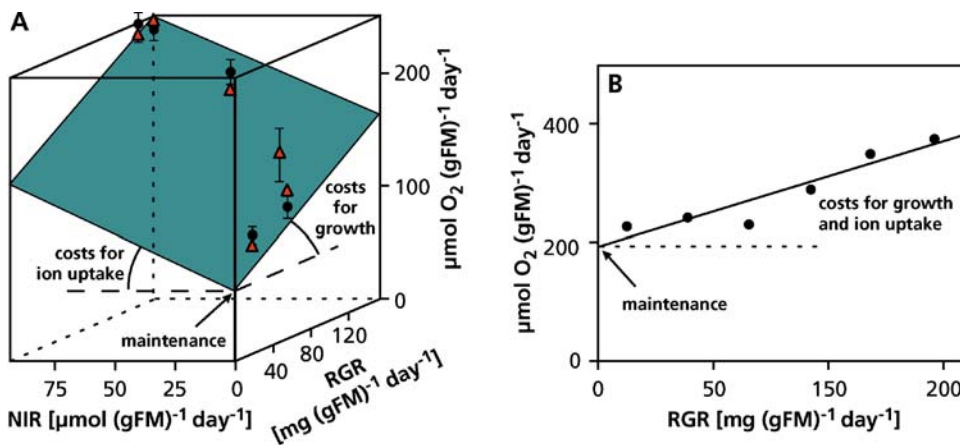 A
200
100
0
µmol O2 (gFM)-1 day-1
costs for growth
costs for ion uptake
maintenance
75
50
25
0
NIR [µmol (gFM)-1 day-1]
40
80
120
RGR
[mg (gFM)-1 day-1]
B
400
200
0
µmol O2 (gFM)-1 day-1
costs for growth
and ion uptake
maintenance
0
50
150
200
RGR [mg (gFM)-1 day-1]